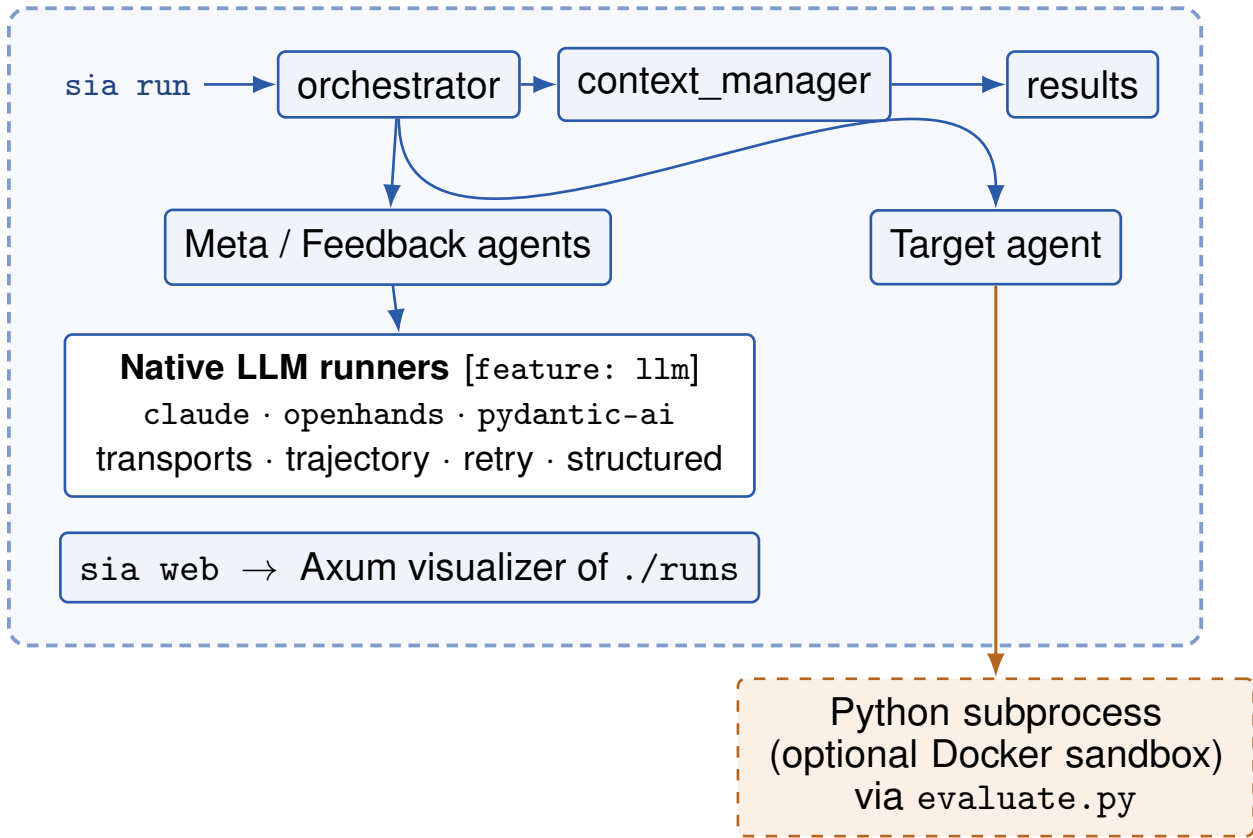 sia run
orchestrator
context_manager
results
Meta / Feedback agents
Target agent
Native LLM runners [feature: llm]
claude · openhands · pydantic-ai
transports · trajectory · retry · structured
sia web → Axum visualizer of ./runs
Python subprocess
(optional Docker sandbox)
via evaluate.py